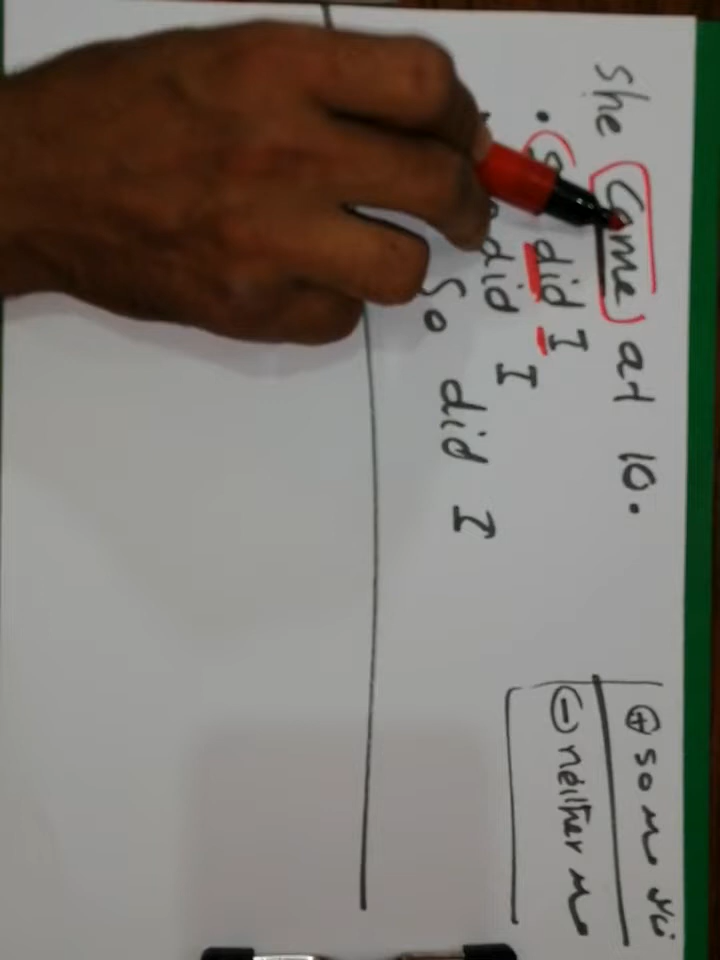 she came at 10.
did I
did I
So did I
+ so
- neither